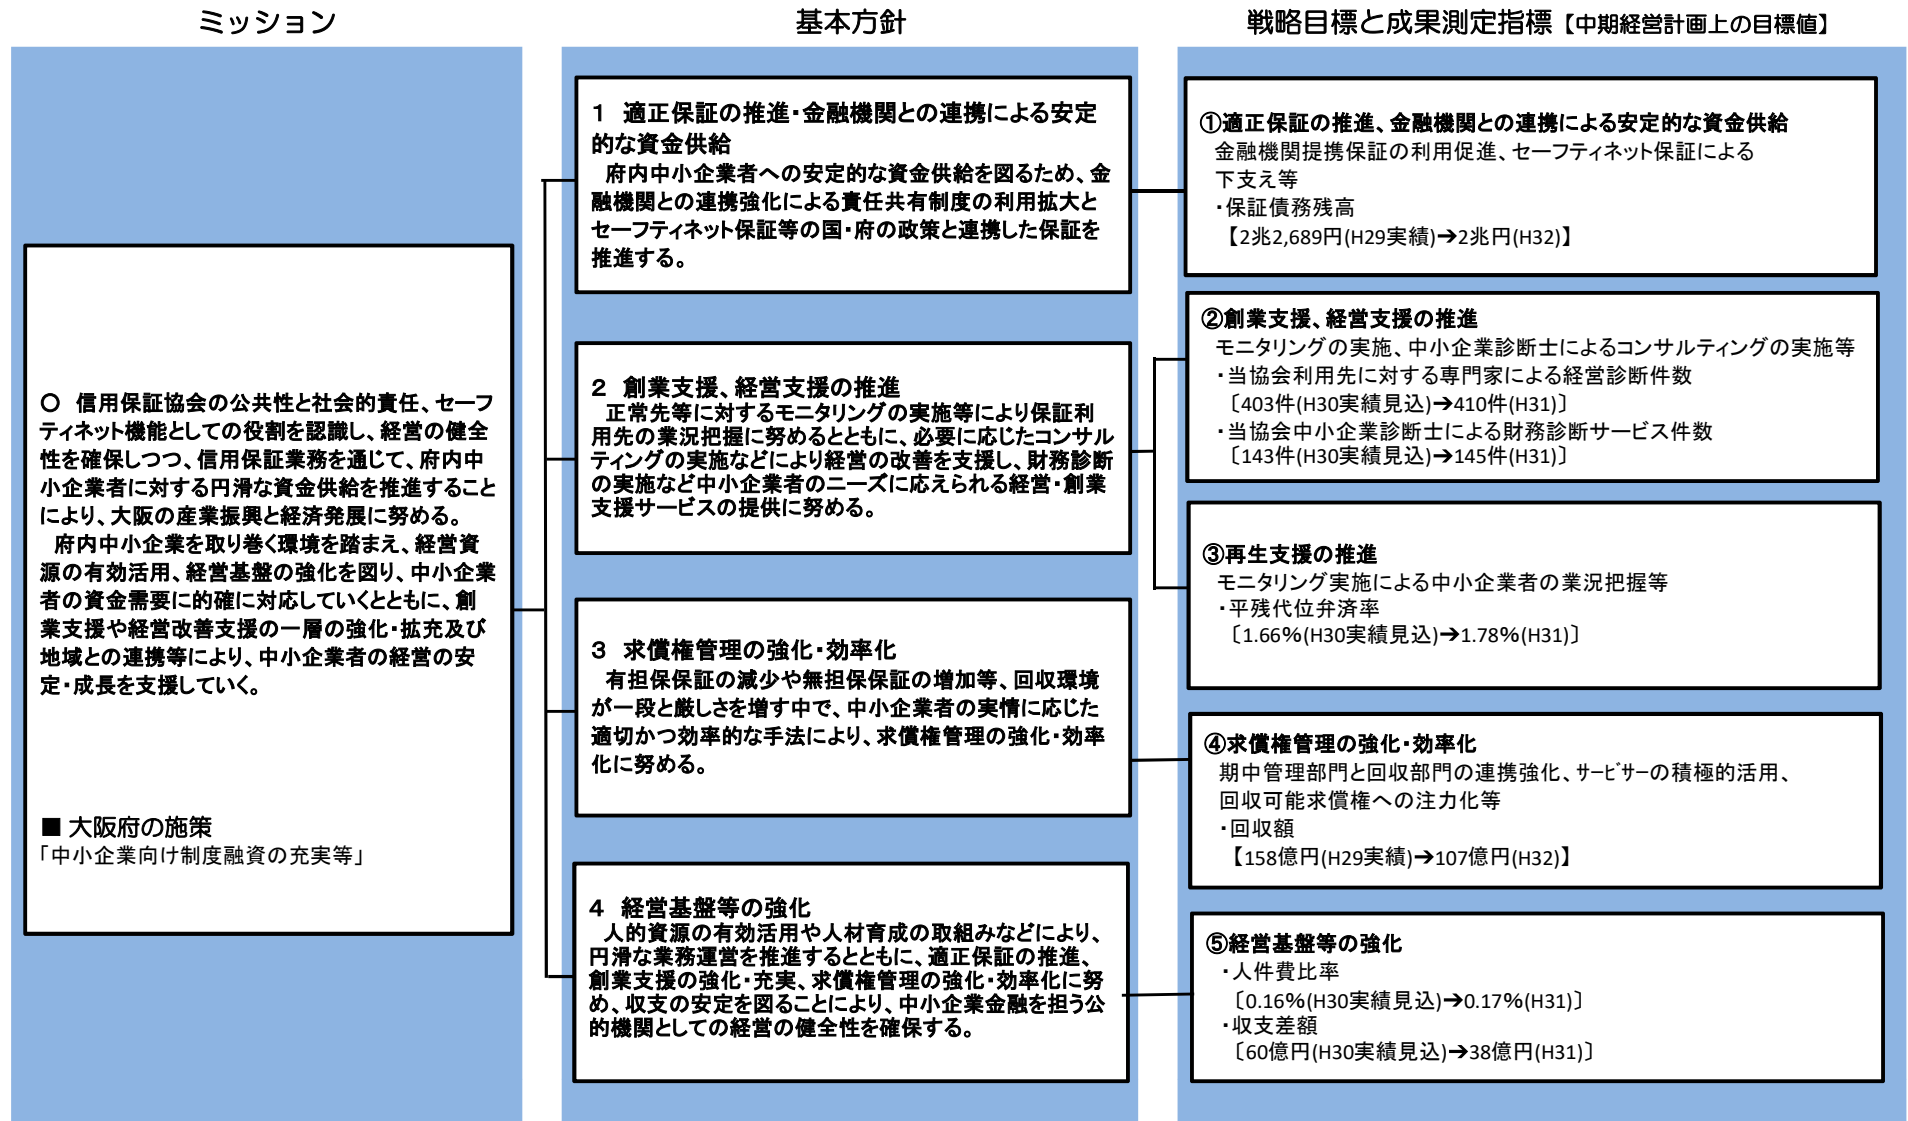 ミッション
○　信用保証協会の公共性と社会的責任、セーフ
ティネット機能としての役割を認識し、経営の健全
性を確保しつつ、信用保証業務を通じて、府内中
小企業者に対する円滑な資金供給を推進すること
により、大阪の産業振興と経済発展に努める。
　府内中小企業を取り巻く環境を踏まえ、経営資
源の有効活用、経営基盤の強化を図り、中小企業
者の資金需要に的確に対応していくとともに、創
業支援や経営改善支援の一層の強化・拡充及び
地域との連携等により、中小企業者の経営の安
定・成長を支援していく。
■ 大阪府の施策
「中小企業向け制度融資の充実等」
基本方針
１　適正保証の推進・金融機関との連携による安定
的な資金供給
　府内中小企業者への安定的な資金供給を図るため、金
融機関との連携強化による責任共有制度の利用拡大と
セーフティネット保証等の国・府の政策と連携した保証を
推進する。
２　創業支援、経営支援の推進
　正常先等に対するモニタリングの実施等により保証利
用先の業況把握に努めるとともに、必要に応じたコンサル
ティングの実施などにより経営の改善を支援し、財務診断
の実施など中小企業者のニーズに応えられる経営・創業
支援サービスの提供に努める。
３　求償権管理の強化・効率化
　有担保保証の減少や無担保保証の増加等、回収環境
が一段と厳しさを増す中で、中小企業者の実情に応じた
適切かつ効率的な手法により、求償権管理の強化・効率
化に努める。
４　経営基盤等の強化
　人的資源の有効活用や人材育成の取組みなどにより、
円滑な業務運営を推進するとともに、適正保証の推進、
創業支援の強化・充実、求償権管理の強化・効率化に努
め、収支の安定を図ることにより、中小企業金融を担う公
的機関としての経営の健全性を確保する。
戦略目標と成果測定指標【中期経営計画上の目標値】
①適正保証の推進、金融機関との連携による安定的な資金供給
金融機関提携保証の利用促進、セーフティネット保証による
下支え等
・保証債務残高
【2兆2,689円(H29実績)➔2兆円(H32)】
②創業支援、経営支援の推進
モニタリングの実施、中小企業診断士によるコンサルティングの実施等
・当協会利用先に対する専門家による経営診断件数
〔403件(H30実績見込)➔410件(H31)〕
・当協会中小企業診断士による財務診断サービス件数
〔143件(H30実績見込)➔145件(H31)〕
③再生支援の推進
モニタリング実施による中小企業者の業況把握等
・平残代位弁済率
〔1.66%(H30実績見込)➔1.78%(H31)〕
④求償権管理の強化・効率化
期中管理部門と回収部門の連携強化、ｻｰﾋﾞｻｰの積極的活用、
回収可能求償権への注力化等
・回収額
【158億円(H29実績)➔107億円(H32)】
⑤経営基盤等の強化
・人件費比率
〔0.16%(H30実績見込)➔0.17%(H31)〕
・収支差額
〔60億円(H30実績見込)➔38億円(H31)〕